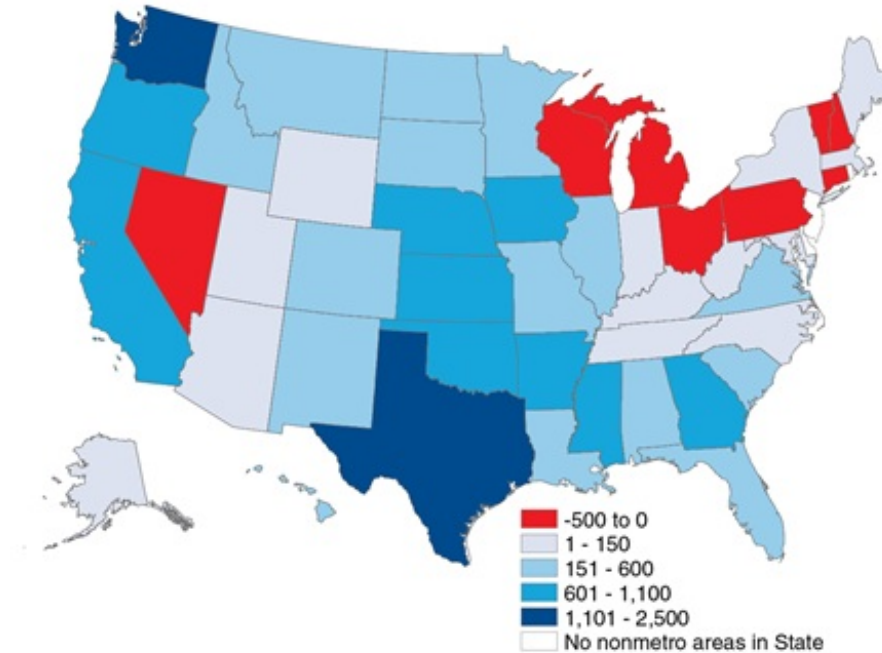 -500 to 0
1 - 150
151 - 600
601 - 1,100
1,101 - 2,500
No nonmetro areas in State